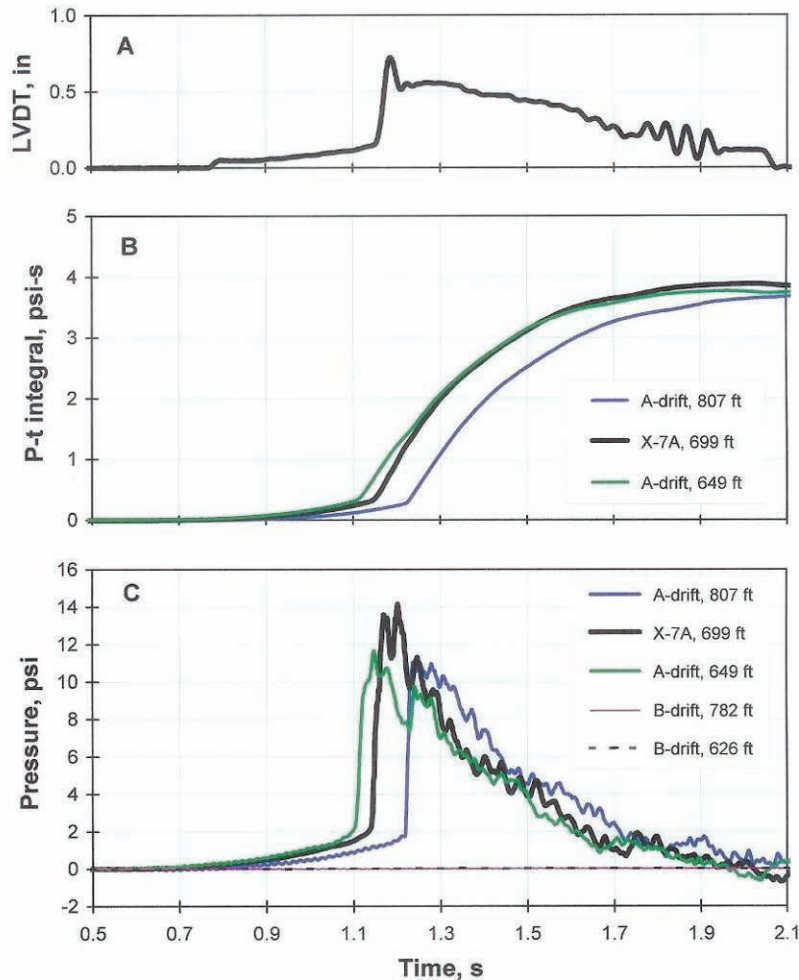 A
LVDT, in
1.0
0.5
0.0
B
P-t integral, psi-s
5
4
3
2
1
0
A-drift, 807 ft
X-7A, 699 ft
A-drift, 649 ft
C
Pressure, psi
16
14
12
10
8
6
4
2
0
-2
A-drift, 807 ft
X-7A, 699 ft
A-drift, 649 ft
B-drift, 782 ft
B-drift, 626 ft
0.5 0.7 0.9 1.1 1.3 1.5 1.7 1.9 2.1
Time, s